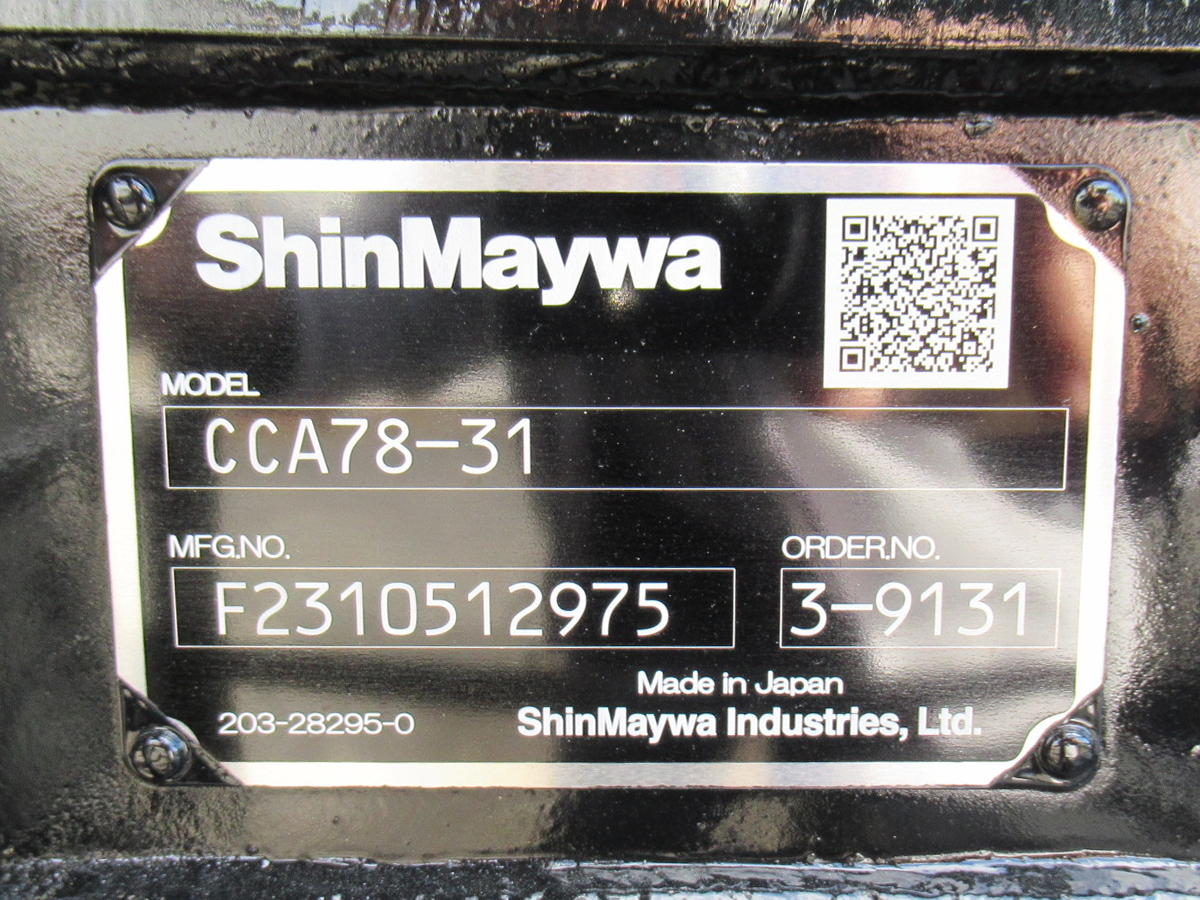 ShinMaywa
MODEL
CCA78-31
MFG.NO. ORDER.NO.
F2310512975 3-9131
Made in Japan
203-28295-0 ShinMaywa Industries, Ltd.